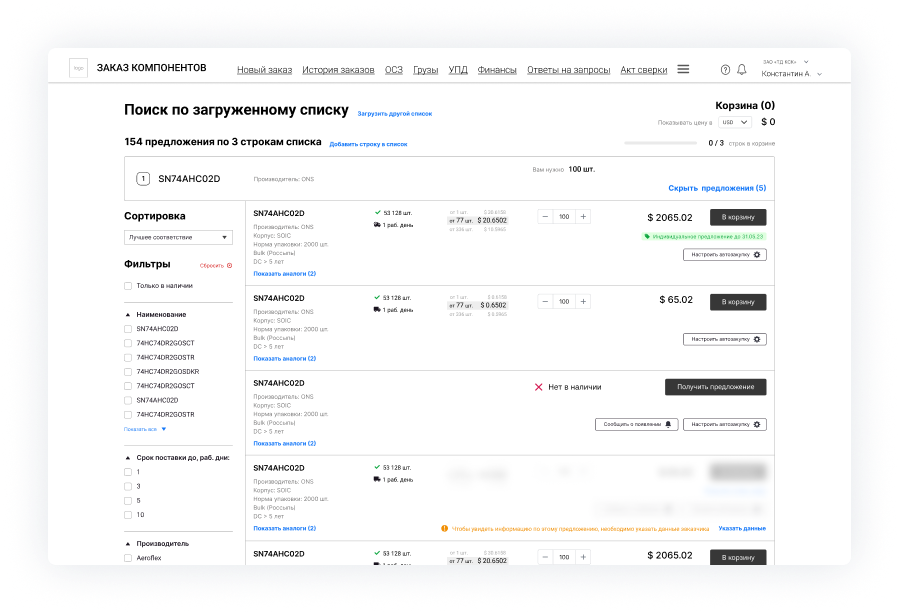 logo
ЗАКАЗ КОМПОНЕНТОВ
Новый заказ История заказов ОСЗ Грузы УПД Финансы Ответы на запросы Акт сверки
ЗАО «ТД КСК»
Константин А.
Поиск по загруженному списку Загрузить другой список
Корзина (0)
Показывать цену в USD $ 0
154 предложения по 3 строкам списка Добавить строку в список
0 / 3 строк в корзине
1 SN74AHC02D Производитель: ONS
Вам нужно 100 шт.
Скрыть предложения (5)
Сортировка
Лучшее соответствие
Фильтры Сбросить
Только в наличии
Наименование
SN74AHC02D
74HC74DR2GOSCT
74HC74DR2GOSTR
74HC74DR2GOSDKR
74HC74DR2GOSCT
SN74AHC02D
74HC74DR2GOSTR
Показать все
Срок поставки до, раб. дни:
1
3
5
10
Производитель
Aeroflex
SN74AHC02D
Производитель: ONS
Корпус: SOIC
Норма упаковки: 2000 шт.
Bulk (Россыпь)
DC > 5 лет
Показать аналоги (2)
53 128 шт.
1 раб. день
от 1 шт. $ 20.6158
от 77 шт. $ 20.6502
от 236 шт. $ 10.5965
– 100 +
$ 2065.02
В корзину
Индивидуальное предложение до 31.05.23
Настроить автозакупку
SN74AHC02D
Производитель: ONS
Корпус: SOIC
Норма упаковки: 2000 шт.
Bulk (Россыпь)
DC > 5 лет
Показать аналоги (2)
53 128 шт.
1 раб. день
от 1 шт. $ 0.6158
от 77 шт. $ 0.6502
от 236 шт. $ 0.5965
– 100 +
$ 65.02
В корзину
Настроить автозакупку
SN74AHC02D
Производитель: ONS
Корпус: SOIC
Норма упаковки: 2000 шт.
Bulk (Россыпь)
DC > 5 лет
Показать аналоги (2)
Нет в наличии
Получить предложение
Сообщить о появлении
Настроить автозакупку
SN74AHC02D
Производитель: ONS
Корпус: SOIC
Норма упаковки: 2000 шт.
Bulk (Россыпь)
DC > 5 лет
Показать аналоги (2)
53 128 шт.
1 раб. день
Чтобы увидеть информацию по этому предложению, необходимо указать данные заказчика Указать данные
SN74AHC02D
Производитель: ONS
53 128 шт.
1 раб. день
от 1 шт. $ 20.6158
от 77 шт. $ 20.6502
– 100 +
$ 2065.02
В корзину